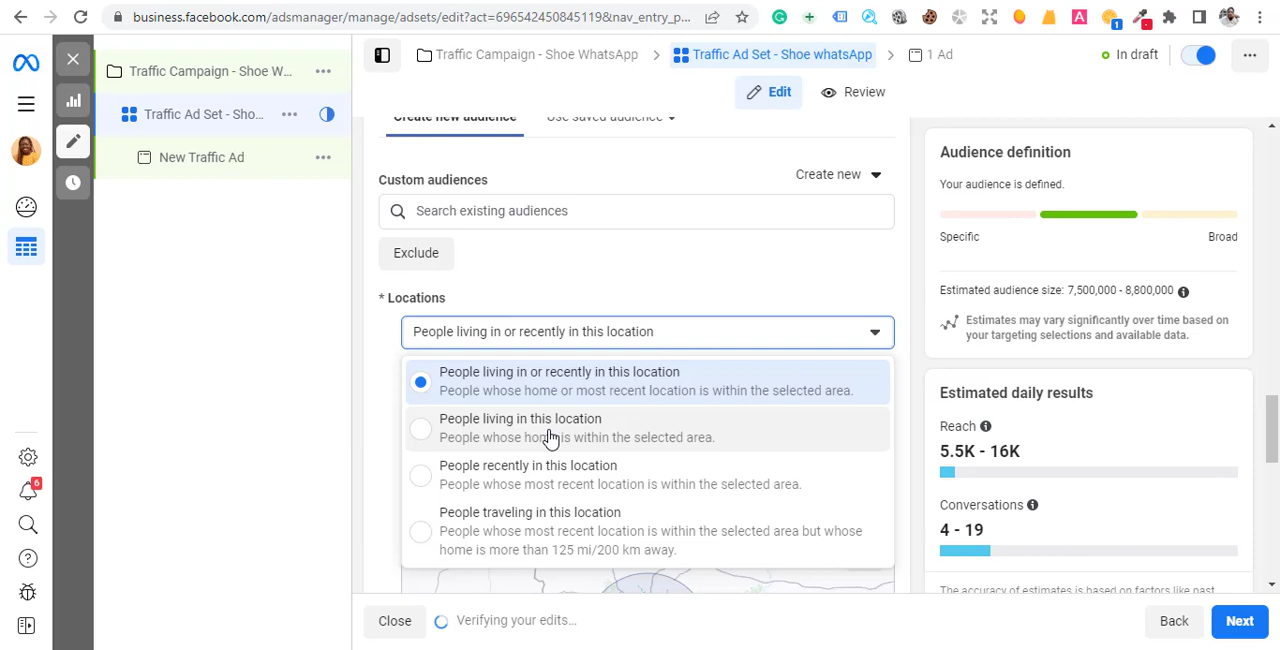 business.facebook.com/adsmanager/manage/adsets/edit?act=696542450845119&nav_entry_p...
1
Traffic Campaign - Shoe W...
Traffic Ad Set - Sho...
New Traffic Ad
6
Traffic Campaign - Shoe WhatsApp
Traffic Ad Set - Shoe whatsApp
1 Ad
In draft
Edit
Review
Create new audience
Use saved audience
Custom audiences
Create new
Search existing audiences
Exclude
* Locations
People living in or recently in this location
People living in or recently in this location
People whose home or most recent location is within the selected area.
People living in this location
People whose home is within the selected area.
People recently in this location
People whose most recent location is within the selected area.
People traveling in this location
People whose most recent location is within the selected area but whose
home is more than 125 mi/200 km away.
Close
Verifying your edits...
Back
Next
Audience definition
Your audience is defined.
Specific
Broad
Estimated audience size: 7,500,000 - 8,800,000
Estimates may vary significantly over time based on
your targeting selections and available data.
Estimated daily results
Reach
5.5K - 16K
Conversations
4 - 19
The accuracy of estimates is based on factors like past